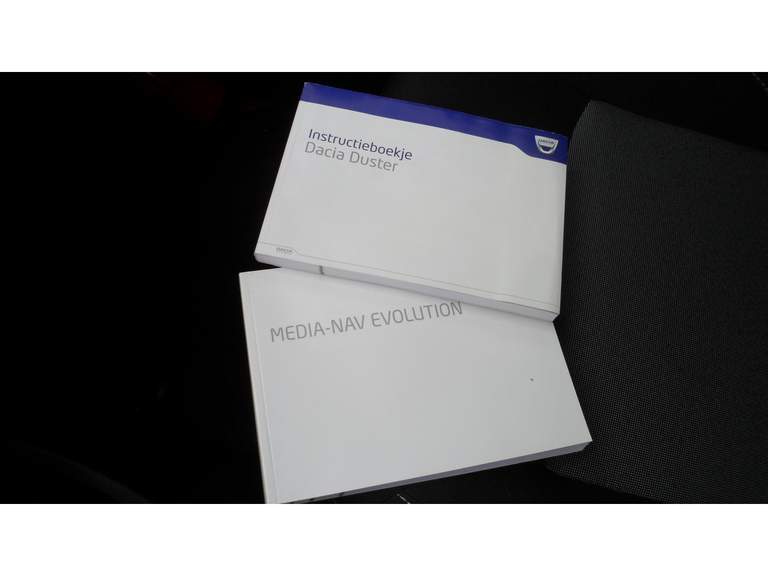 Instructieboekje
Dacia Duster
MEDIA-NAV EVOLUTION